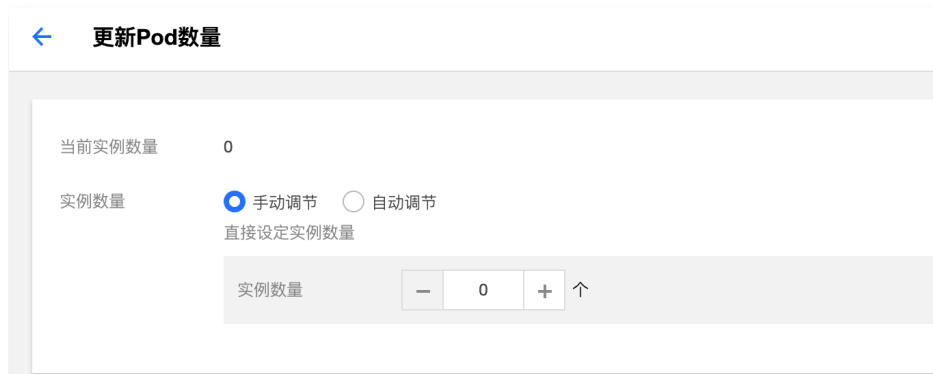 更新Pod数量
当前实例数量 0
实例数量 手动调节 自动调节
直接设定实例数量
实例数量 − 0 + 个